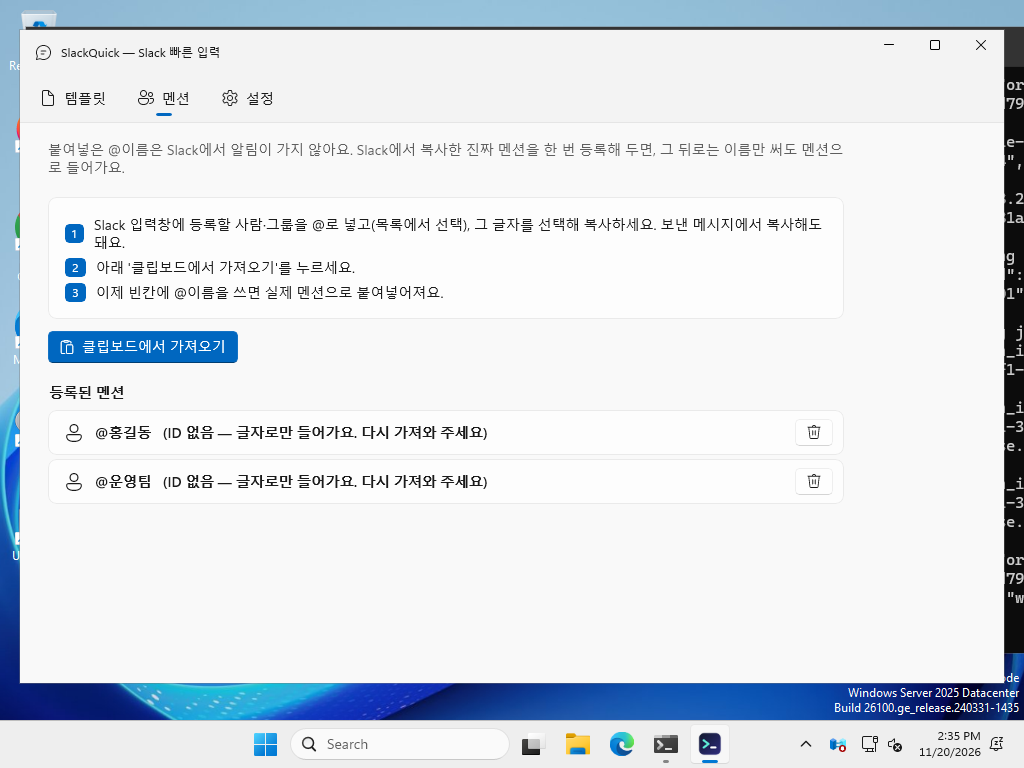 SlackQuick — Slack 빠른 입력
템플릿
멘션
설정
붙여넣은 @이름은 Slack에서 알림이 가지 않아요. Slack에서 복사한 진짜 멘션을 한 번 등록해 두면, 그 뒤로는 이름만 써도 멘션으
로 들어가요.
1 Slack 입력창에 등록할 사람·그룹을 @로 넣고(목록에서 선택), 그 글자를 선택해 복사하세요. 보낸 메시지에서 복사해도
돼요.
2 아래 '클립보드에서 가져오기'를 누르세요.
3 이제 빈칸에 @이름을 쓰면 실제 멘션으로 붙여넣어져요.
클립보드에서 가져오기
등록된 멘션
@홍길동 (ID 없음 — 글자로만 들어가요. 다시 가져와 주세요)
@운영팀 (ID 없음 — 글자로만 들어가요. 다시 가져와 주세요)
Windows Server 2025 Datacenter
Build 26100.ge_release.240331-1435
Search
2:35 PM
11/20/2026